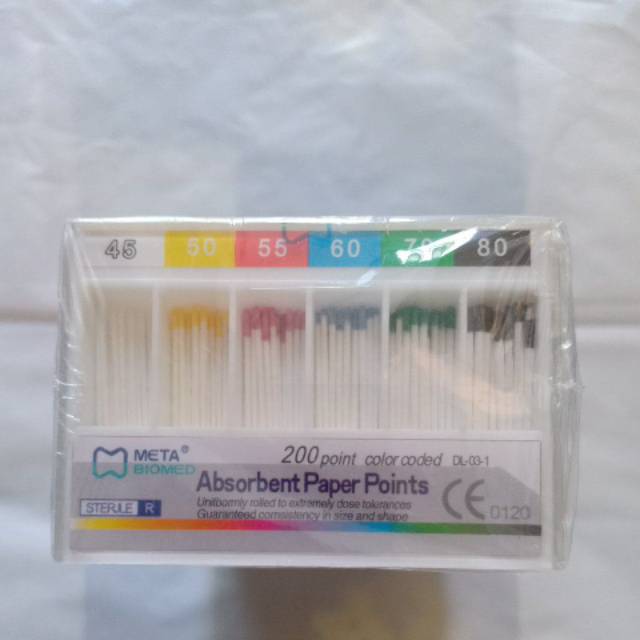 45 50 55 60 70 80
META®
BIOMED
200 point color coded DL-03-1
Absorbent Paper Points
STERILE R
Uniformly rolled to extremely close tolerances
Guaranteed comsistency in size and shape
CE 0120